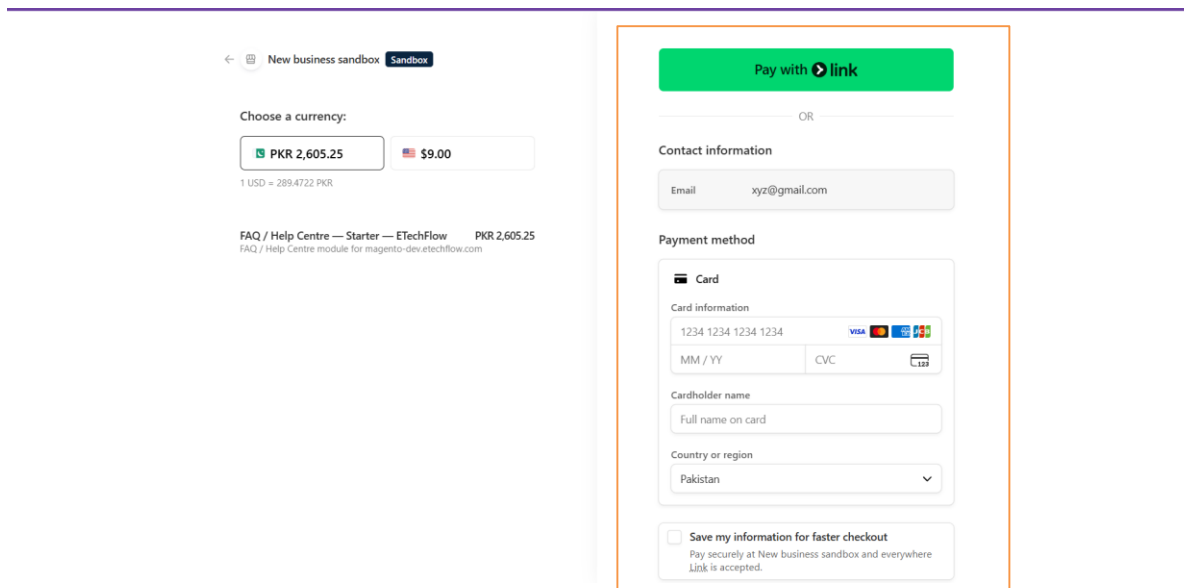 New business sandbox Sandbox
Choose a currency:
PKR 2,605.25 $9.00
1 USD = 289.4722 PKR
FAQ / Help Centre — Starter — ETechFlow PKR 2,605.25
FAQ / Help Centre module for magento-dev.etechflow.com
Pay with link
OR
Contact information
Email xyz@gmail.com
Payment method
Card
Card information
1234 1234 1234 1234 VISA
MM / YY CVC 123
Cardholder name
Full name on card
Country or region
Pakistan
Save my information for faster checkout
Pay securely at New business sandbox and everywhere
Link is accepted.